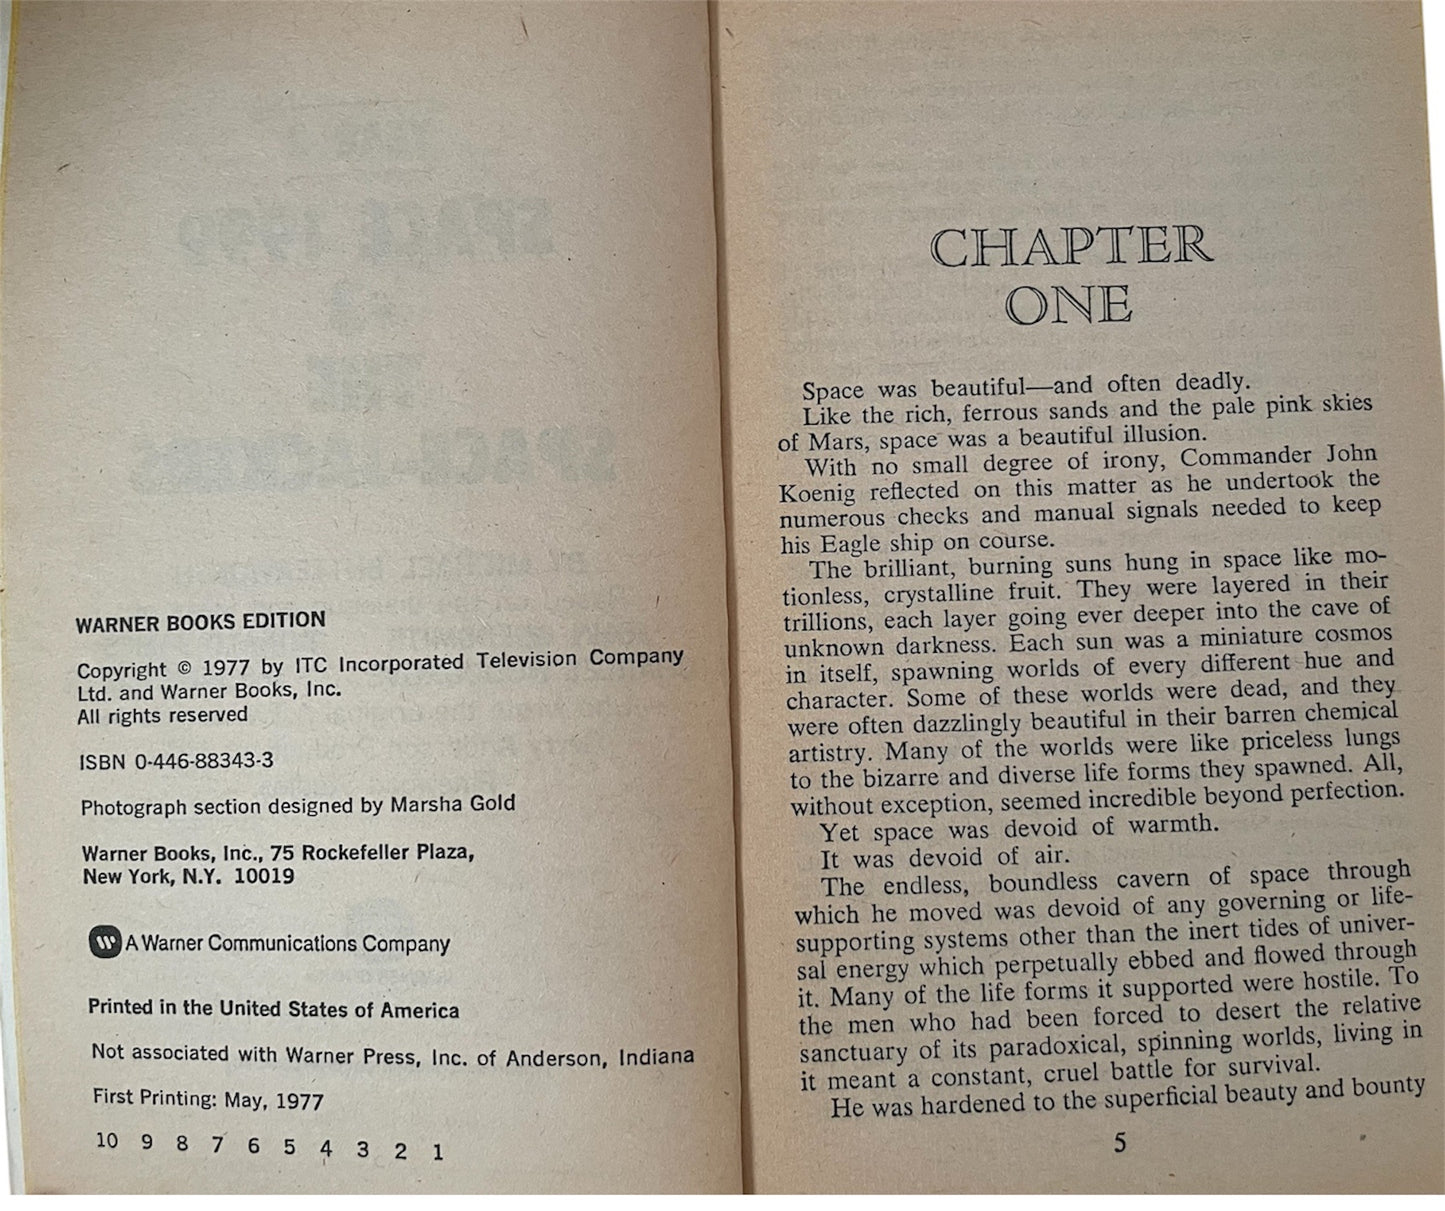 WARNER BOOKS EDITION
Copyright © 1977 by ITC Incorporated Television Company
Ltd. and Warner Books, Inc.
All rights reserved
ISBN 0-446-88343-3
Photograph section designed by Marsha Gold
Warner Books, Inc., 75 Rockefeller Plaza,
New York, N.Y. 10019
A Warner Communications Company
Printed in the United States of America
Not associated with Warner Press, Inc. of Anderson, Indiana
First Printing: May, 1977
10 9 8 7 6 5 4 3 2 1
CHAPTER
ONE
Space was beautiful—and often deadly.
Like the rich, ferrous sands and the pale pink skies
of Mars, space was a beautiful illusion.
With no small degree of irony, Commander John
Koenig reflected on this matter as he undertook the
numerous checks and manual signals needed to keep
his Eagle ship on course.
The brilliant, burning suns hung in space like mo-
tionless, crystalline fruit. They were layered in their
trillions, each layer going ever deeper into the cave of
unknown darkness. Each sun was a miniature cosmos
in itself, spawning worlds of every different hue and
character. Some of these worlds were dead, and they
were often dazzlingly beautiful in their barren chemical
artistry. Many of the worlds were like priceless lungs
to the bizarre and diverse life forms they spawned. All,
without exception, seemed incredible beyond perfection.
Yet space was devoid of warmth.
It was devoid of air.
The endless, boundless cavern of space through
which he moved was devoid of any governing or life-
supporting systems other than the inert tides of univer-
sal energy which perpetually ebbed and flowed through
it. Many of the life forms it supported were hostile. To
the men who had been forced to desert the relative
sanctuary of its paradoxical, spinning worlds, living in
it meant a constant, cruel battle for survival.
He was hardened to the superficial beauty and bounty
5